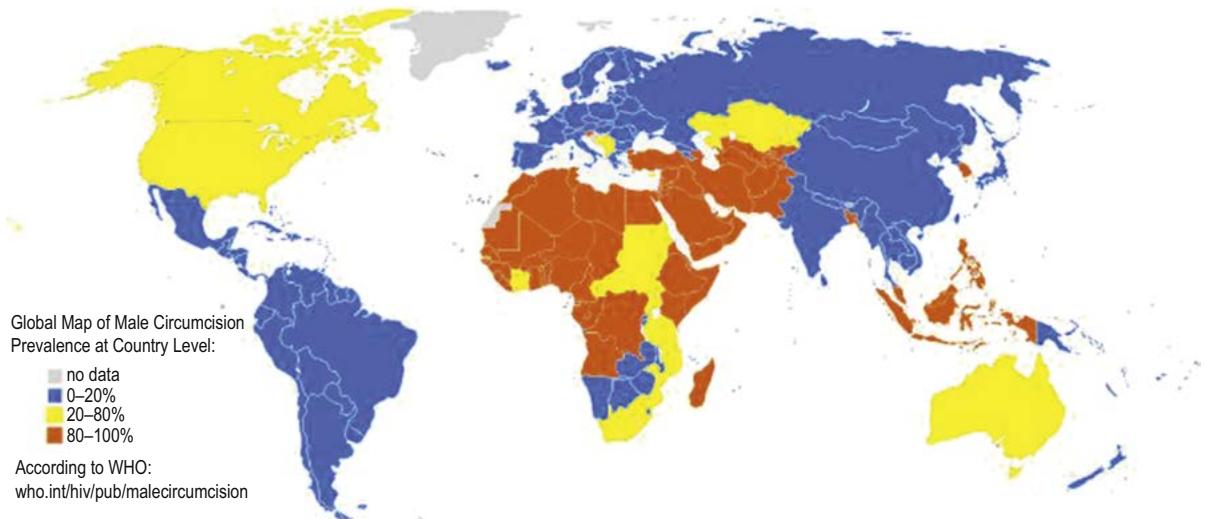 Global Map of Male Circumcision
Prevalence at Country Level:
no data
0–20%
20–80%
80–100%
According to WHO:
who.int/hiv/pub/malecircumcision